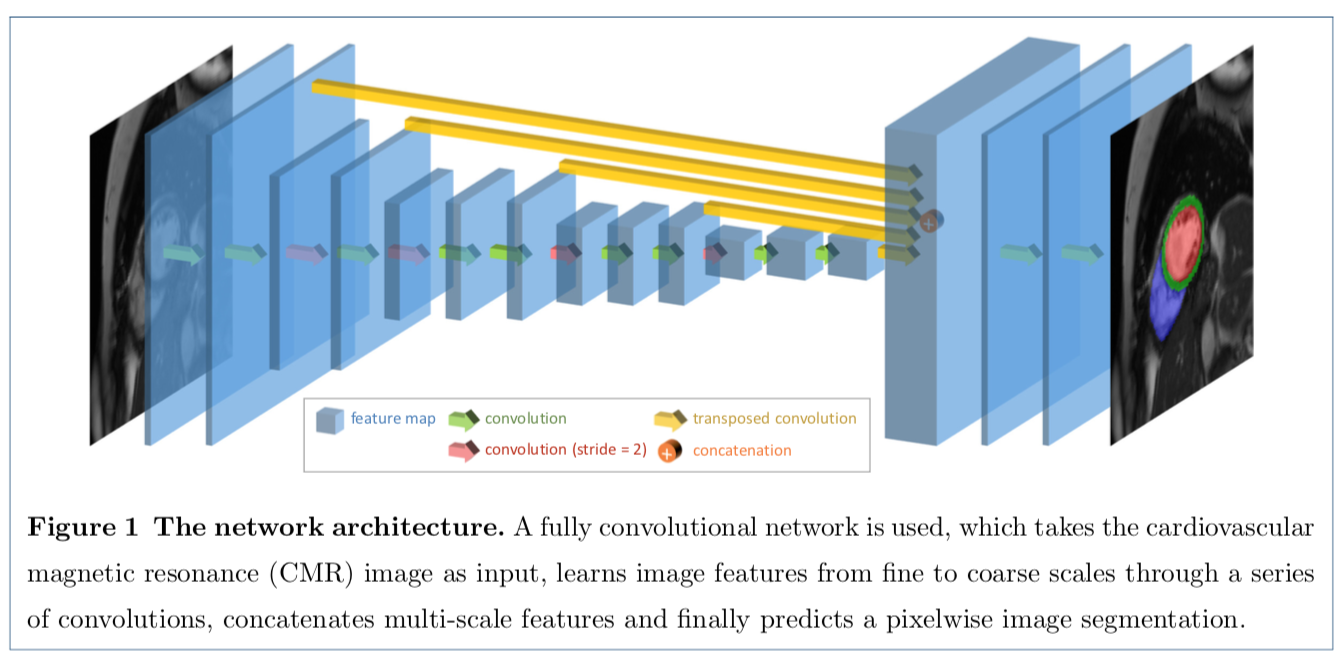 feature map
convolution
transposed convolution
convolution (stride = 2)
concatenation
Figure 1 The network architecture. A fully convolutional network is used, which takes the cardiovascular
magnetic resonance (CMR) image as input, learns image features from fine to coarse scales through a series
of convolutions, concatenates multi-scale features and finally predicts a pixelwise image segmentation.